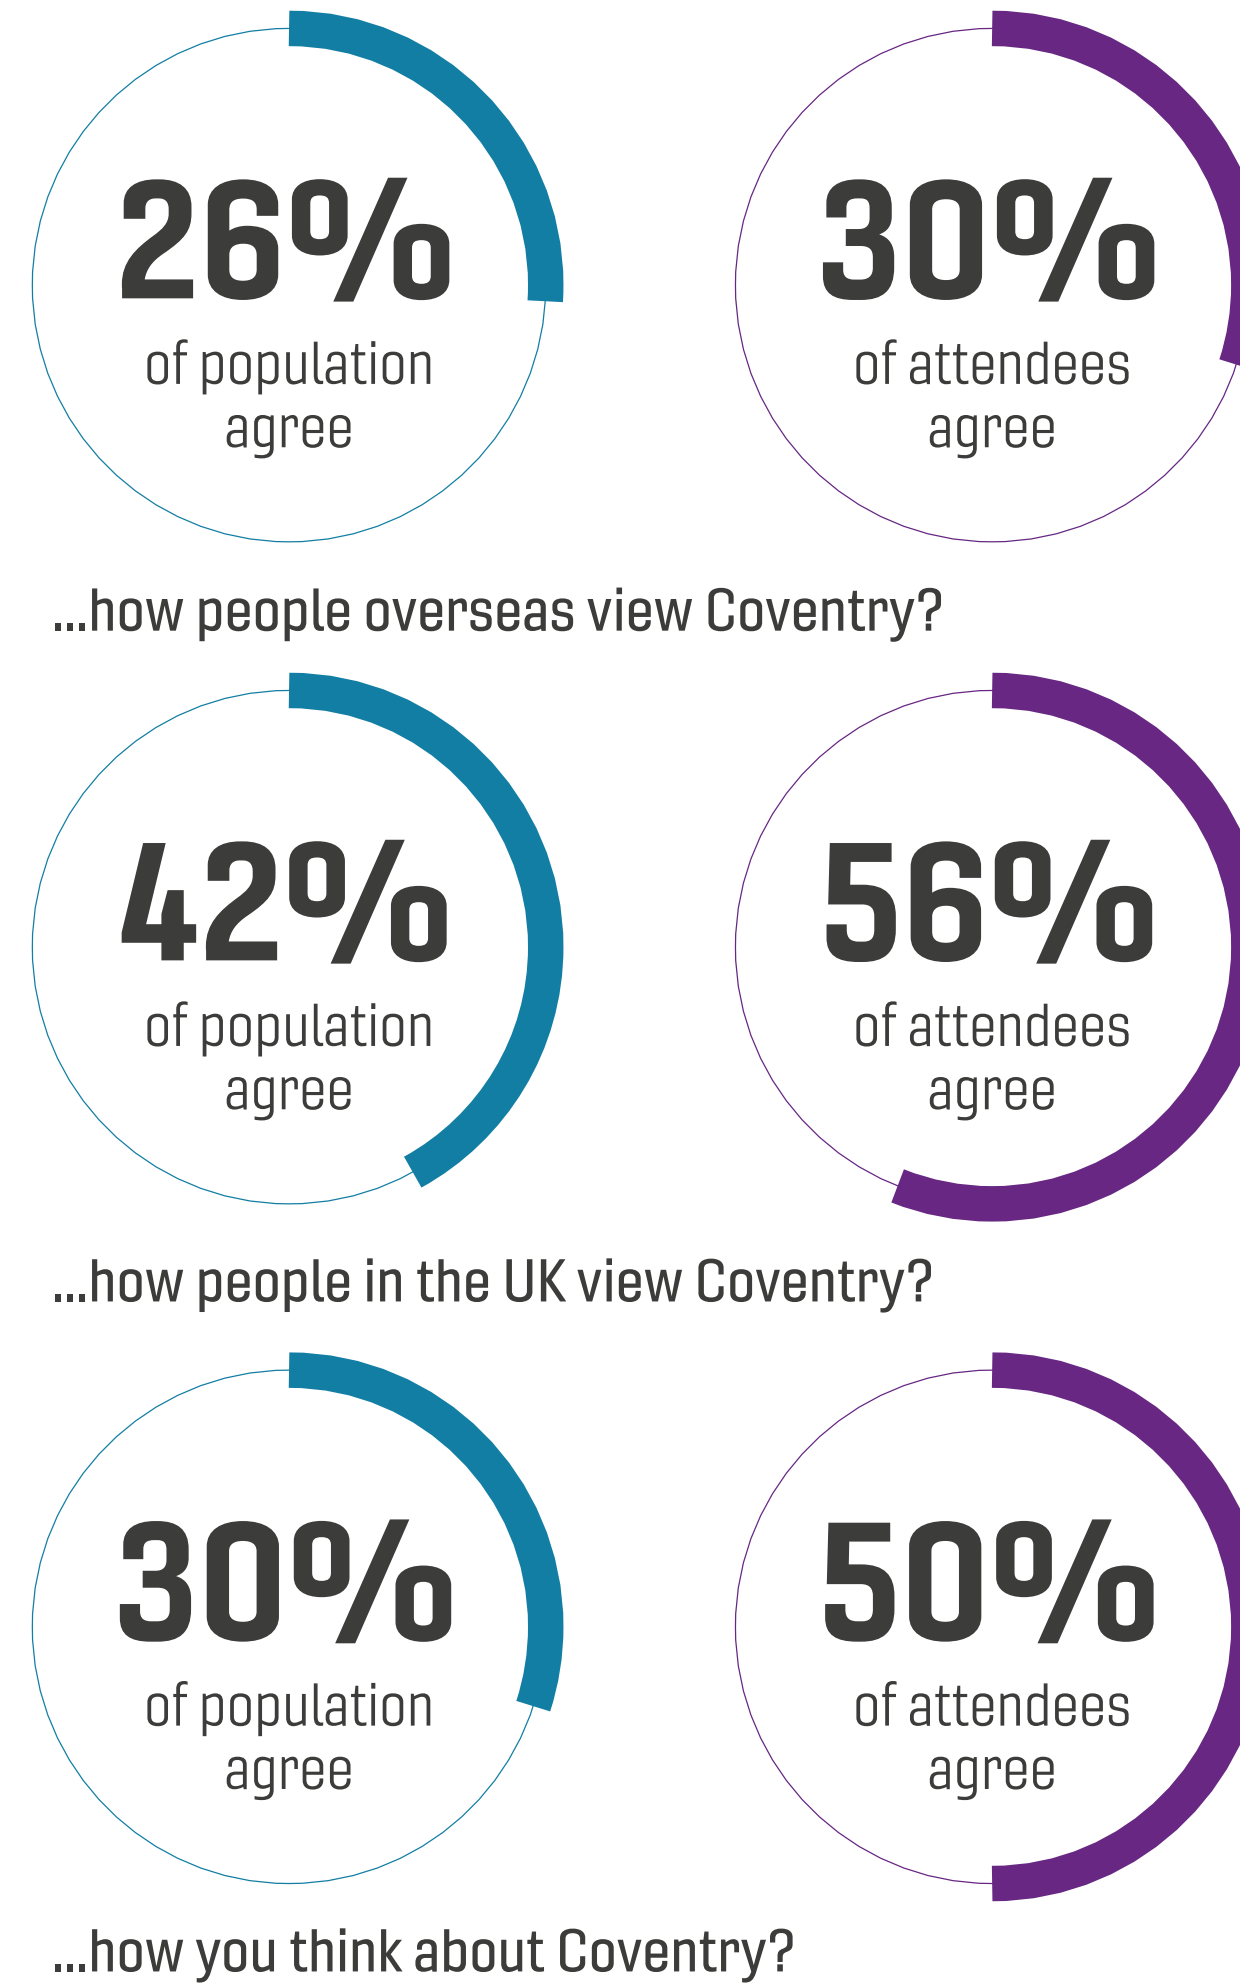 26%
of population
agree
30%
of attendees
agree
...how people overseas view Coventry?
42%
of population
agree
56%
of attendees
agree
...how people in the UK view Coventry?
30%
of population
agree
50%
of attendees
agree
...how you think about Coventry?